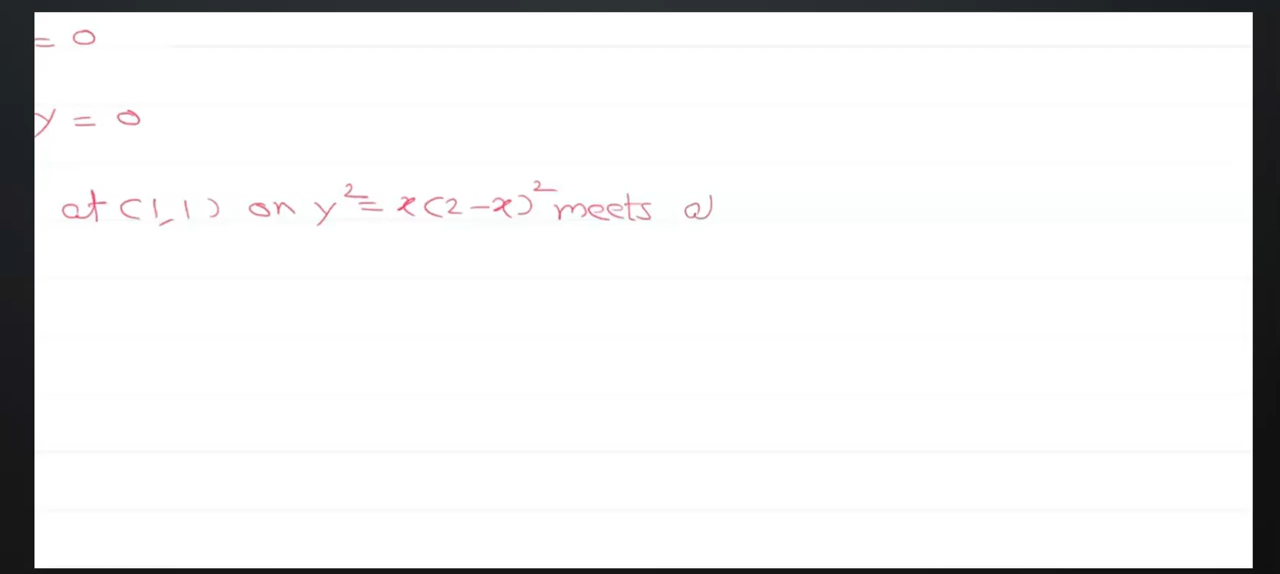 = 0
y = 0
at (1,1) on y² = x(2-x)² meets